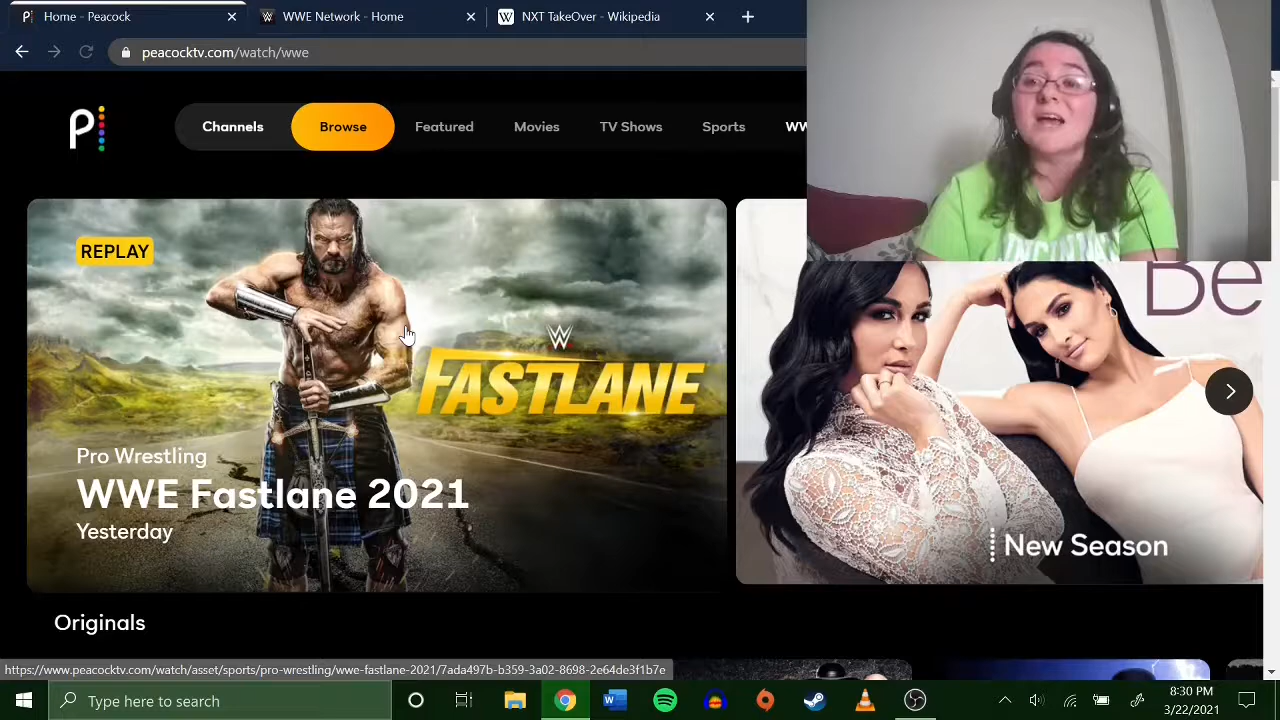 Home - Peacock
WWE Network - Home
W
NXT TakeOver - Wikipedia
peacocktv.com/watch/wwe
P
Channels
Browse
Featured
Movies
TV Shows
Sports
WW
REPLAY
W
FASTLANE
Pro Wrestling
WWE Fastlane 2021
Yesterday
Be
New Season
Originals
https://www.peacocktv.com/watch/asset/sports/pro-wrestling/wwe-fastlane-2021/7ada497b-b359-3a02-8698-2e64de3f1b7e
Type here to search
8:30 PM
3/22/2021